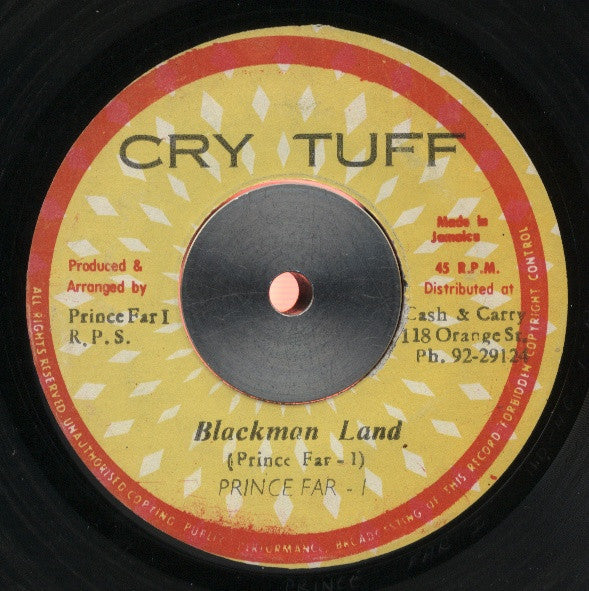 CRY TUFF
Made in
Jamaica
Produced &
Arranged by
45 R.P.M.
Distributed at
Prince Far I
R.P.S.
Cash & Carry
118 Orange St.
Ph. 92-29124
Blackman Land
(Prince Far - I)
PRINCE FAR - I
ALL RIGHTS RESERVED UNAUTHORISED COPYING PUBLIC PERFORMANCE, BROADCASTING OF THIS RECORD FORBIDDEN COPYRIGHT CONTROL
PRINCE FAR I